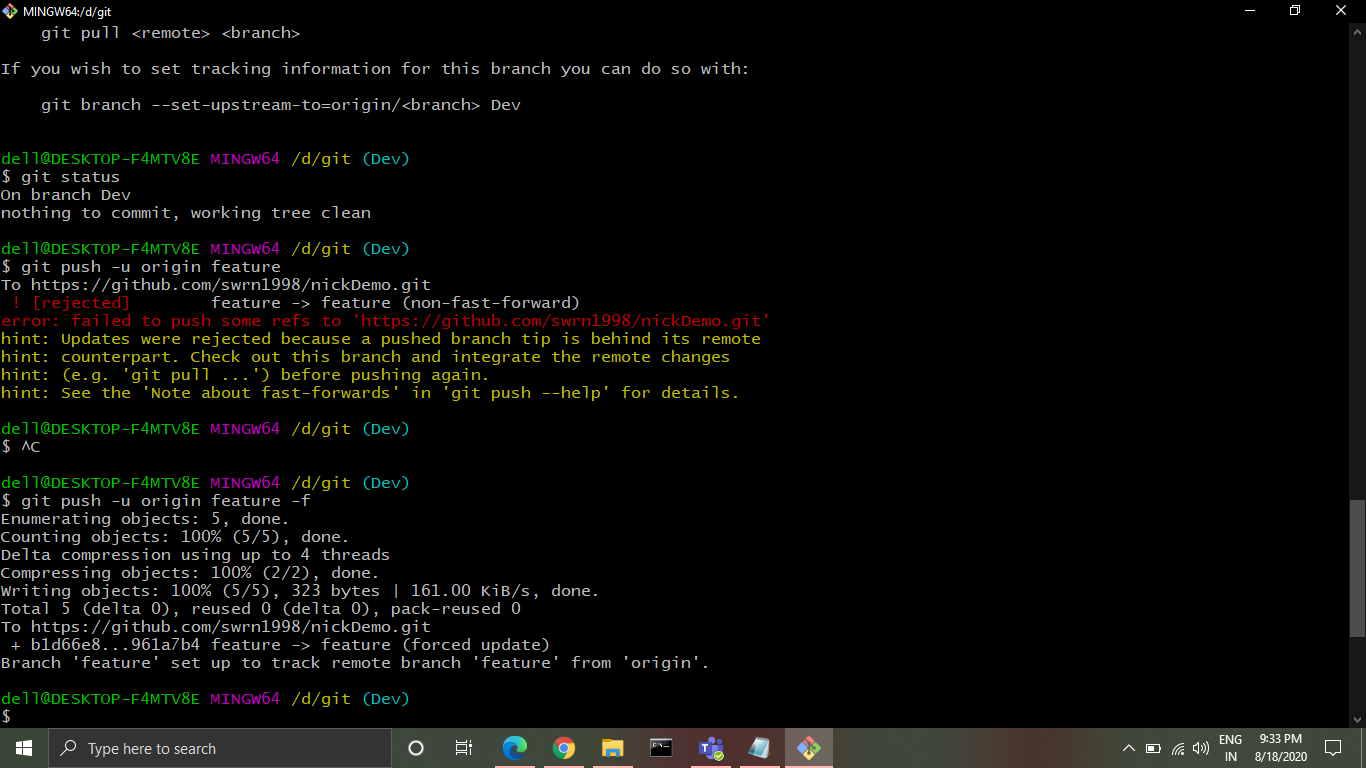 MINGW64:/d/git
git pull <remote> <branch>
If you wish to set tracking information for this branch you can do so with:
git branch --set-upstream-to=origin/<branch> Dev
dell@DESKTOP-F4MTV8E MINGW64 /d/git (Dev)
$ git status
On branch Dev
nothing to commit, working tree clean
dell@DESKTOP-F4MTV8E MINGW64 /d/git (Dev)
$ git push -u origin feature
To https://github.com/swrn1998/nickDemo.git
! [rejected]        feature -> feature (non-fast-forward)
error: failed to push some refs to 'https://github.com/swrn1998/nickDemo.git'
hint: Updates were rejected because a pushed branch tip is behind its remote
hint: counterpart. Check out this branch and integrate the remote changes
hint: (e.g. 'git pull ...') before pushing again.
hint: See the 'Note about fast-forwards' in 'git push --help' for details.
dell@DESKTOP-F4MTV8E MINGW64 /d/git (Dev)
$ ^C
dell@DESKTOP-F4MTV8E MINGW64 /d/git (Dev)
$ git push -u origin feature -f
Enumerating objects: 5, done.
Counting objects: 100% (5/5), done.
Delta compression using up to 4 threads
Compressing objects: 100% (2/2), done.
Writing objects: 100% (5/5), 323 bytes | 161.00 KiB/s, done.
Total 5 (delta 0), reused 0 (delta 0), pack-reused 0
To https://github.com/swrn1998/nickDemo.git
+ b1d66e8...961a7b4 feature -> feature (forced update)
Branch 'feature' set up to track remote branch 'feature' from 'origin'.
dell@DESKTOP-F4MTV8E MINGW64 /d/git (Dev)
$
Type here to search
ENG
IN
9:33 PM
8/18/2020